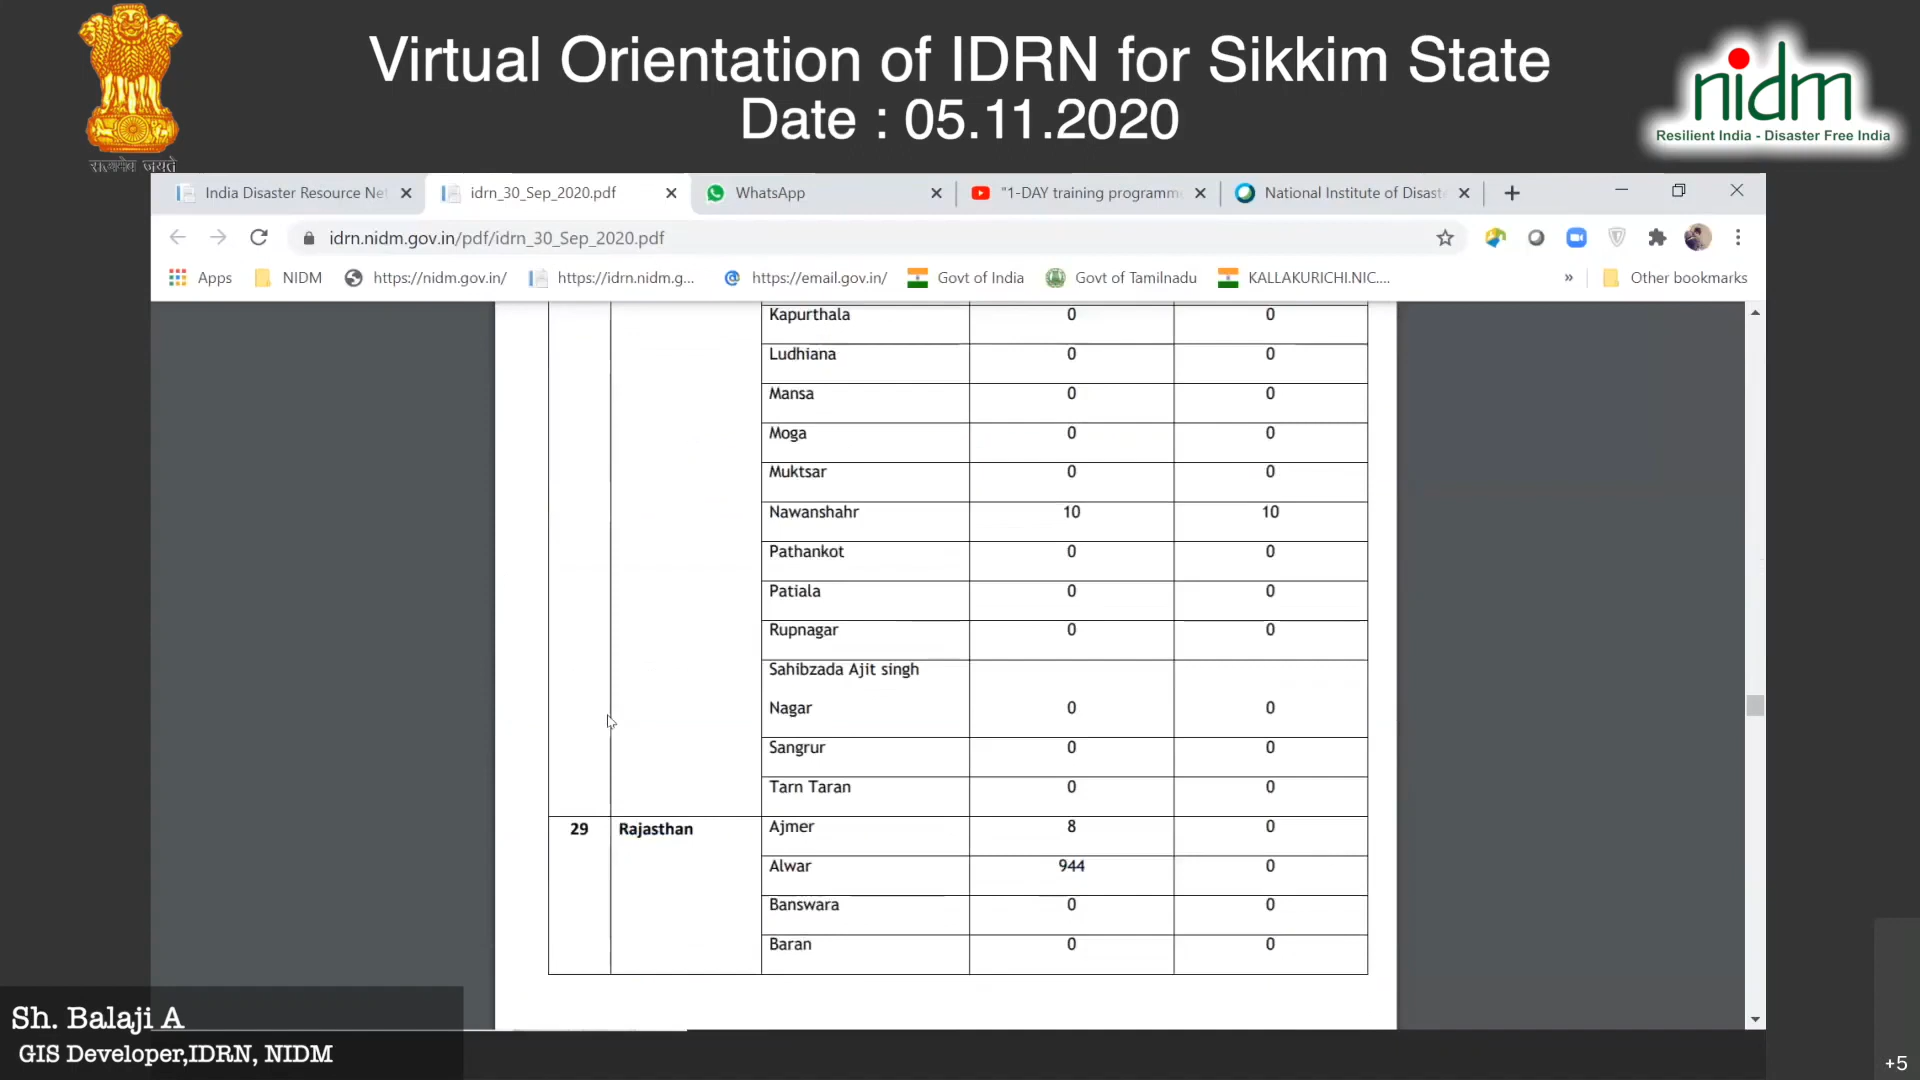 Virtual Orientation of IDRN for Sikkim State
Date : 05.11.2020
सत्यमेव जयते
nidm
Resilient India - Disaster Free India
India Disaster Resource Net
idrn_30_Sep_2020.pdf
WhatsApp
"1-DAY training programme
National Institute of Disaste
idrn.nidm.gov.in/pdf/idrn_30_Sep_2020.pdf
Apps
NIDM
https://nidm.gov.in/
https://idrn.nidm.g...
https://email.gov.in/
Govt of India
Govt of Tamilnadu
KALLAKURICHI.NIC....
»
Other bookmarks
Kapurthala 0 0
Ludhiana 0 0
Mansa 0 0
Moga 0 0
Muktsar 0 0
Nawanshahr 10 10
Pathankot 0 0
Patiala 0 0
Rupnagar 0 0
Sahibzada Ajit singh
Nagar 0 0
Sangrur 0 0
Tarn Taran 0 0
29 Rajasthan Ajmer 8 0
Alwar 944 0
Banswara 0 0
Baran 0 0
Sh. Balaji A
GIS Developer,IDRN, NIDM
+5